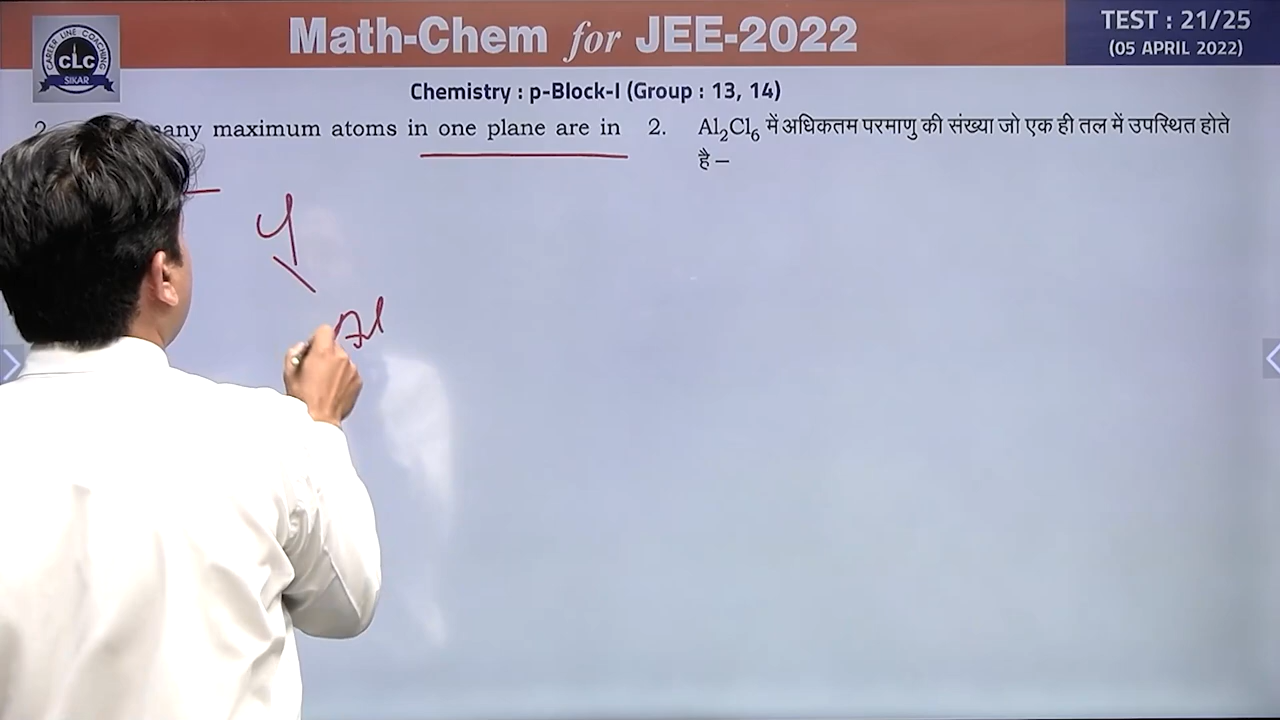 Math-Chem for JEE-2022
TEST : 21/25
(05 APRIL 2022)
CAREER LINE COACHING
CLC
SIKAR
Chemistry : p-Block-I (Group : 13, 14)
2. many maximum atoms in one plane are in
2. Al₂Cl₆ में अधिकतम परमाणु की संख्या जो एक ही तल में उपस्थित होते
है –
Al